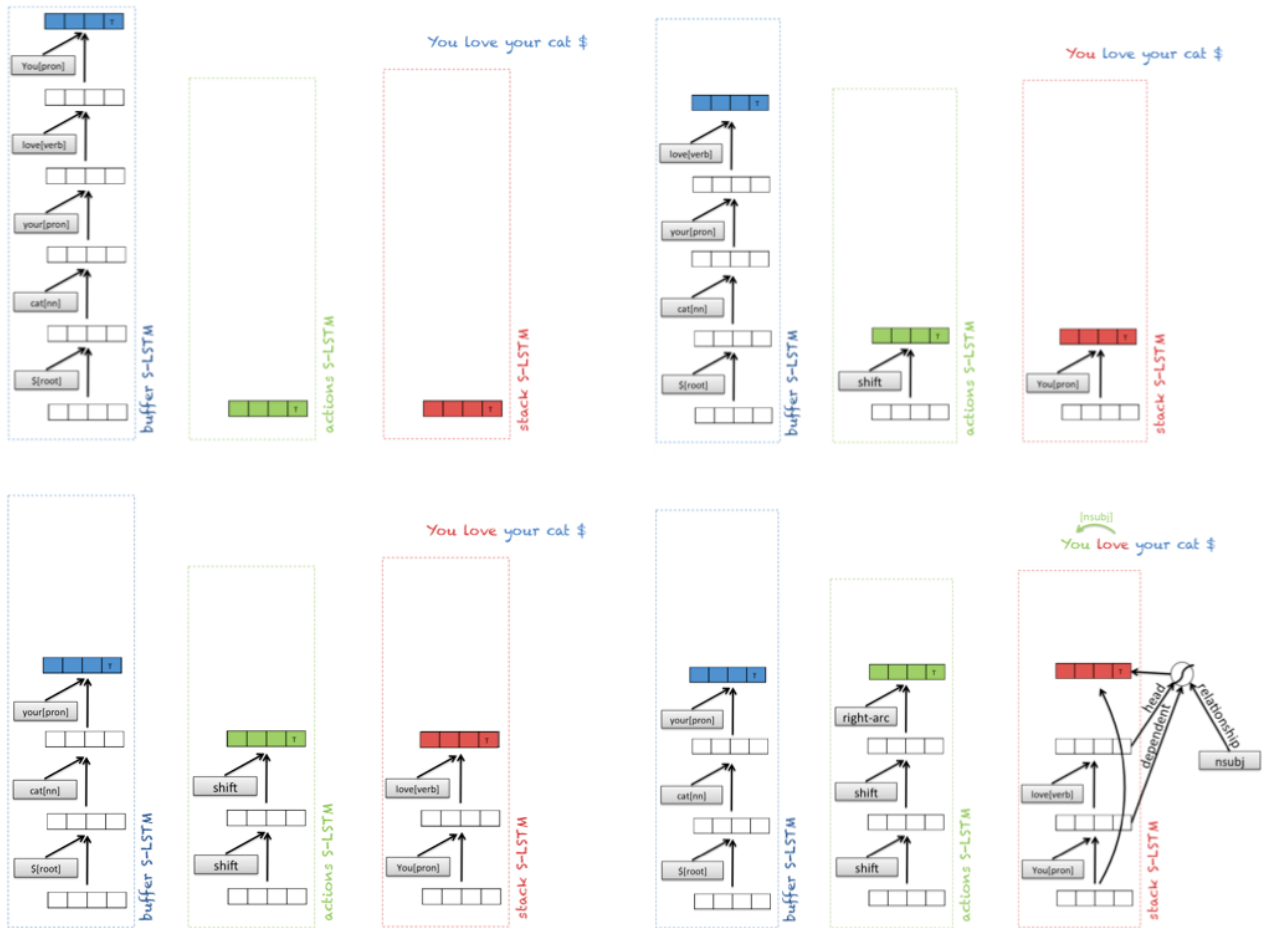 You love your cat $
T
You[pron]
love[verb]
your[pron]
cat[nn]
$[root]
buffer S-LSTM
T
actions S-LSTM
T
stack S-LSTM
You love your cat $
T
love[verb]
your[pron]
cat[nn]
$[root]
buffer S-LSTM
T
shift
actions S-LSTM
T
You[pron]
stack S-LSTM
You love your cat $
T
your[pron]
cat[nn]
$[root]
buffer S-LSTM
T
shift
shift
actions S-LSTM
T
love[verb]
You[pron]
stack S-LSTM
[nsubj]
You love your cat $
T
your[pron]
cat[nn]
$[root]
buffer S-LSTM
T
right-arc
shift
shift
actions S-LSTM
T
head
dependent
relationship
nsubj
love[verb]
You[pron]
stack S-LSTM